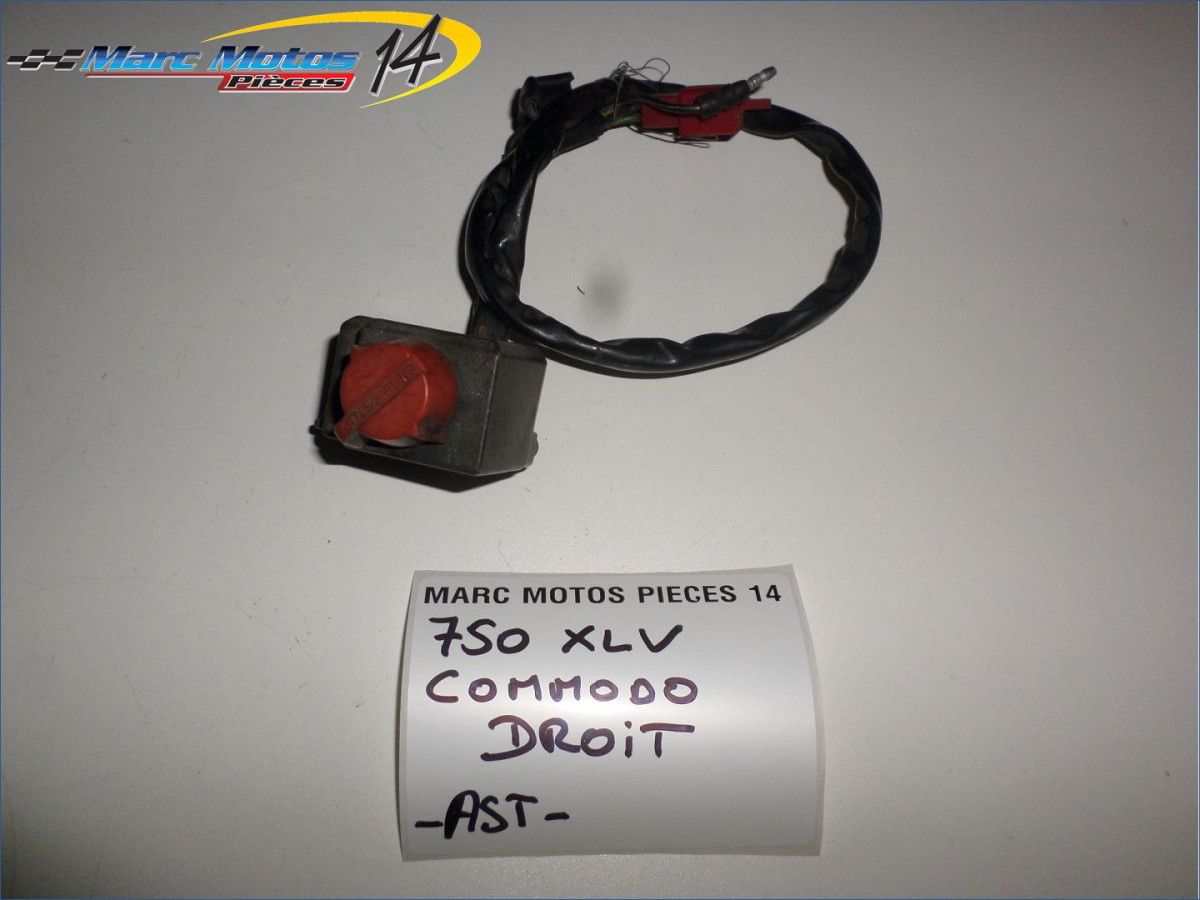 Marc Motos 14
Pièces
MARC MOTOS PIECES 14
750 XLV
COMMODO
DROiT
-AST-